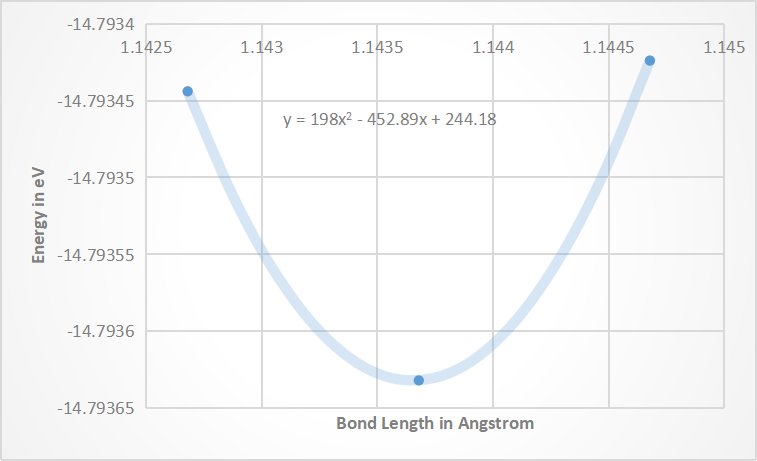 -14.7934
1.1425 1.143 1.1435 1.144 1.1445 1.145
-14.79345
y = 198x² - 452.89x + 244.18
-14.7935
Energy in eV
-14.79355
-14.7936
-14.79365
Bond Length in Angstrom